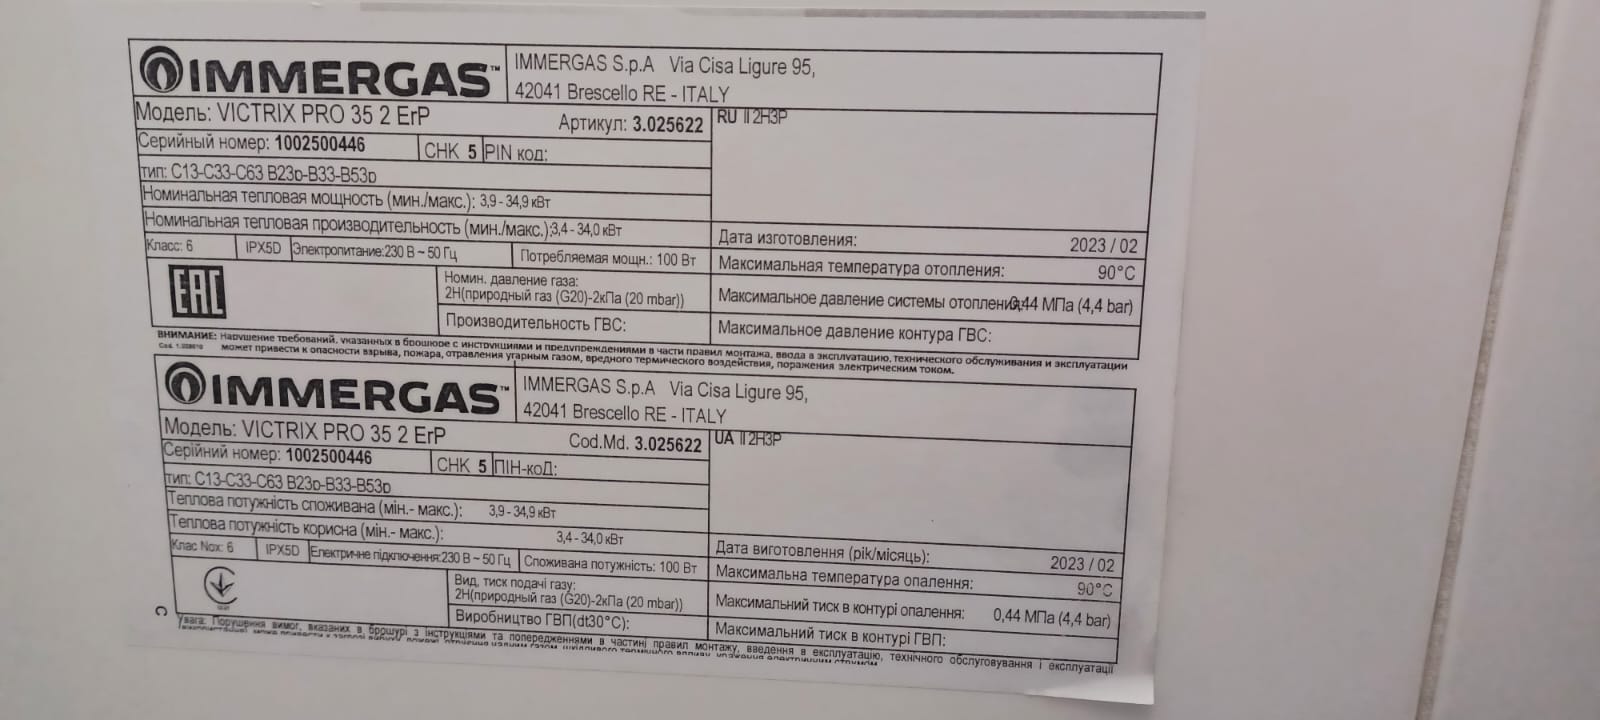 IMMERGAS™
IMMERGAS S.p.A Via Cisa Ligure 95,
42041 Brescello RE - ITALY
Модель: VICTRIX PRO 35 2 ErP
Артикул: 3.025622
RU II 2H3P
Серийный номер: 1002500446
CHK 5
PIN код:
тип: C13-C33-C63 B23p-B33-B53p
Номинальная тепловая мощность (мин./макс.): 3,9 - 34,9 кВт
Номинальная тепловая производительность (мин./макс.): 3,4 - 34,0 кВт
Класс: 6
IPX5D
Электропитание:230 В ~ 50 Гц
Потребляемая мощн.: 100 Вт
Дата изготовления: 2023 / 02
Максимальная температура отопления: 90°C
EAC
Номин. давление газа:
2H(природный газ (G20)-2кПа (20 mbar))
Максимальное давление системы отопления: 0,44 МПа (4,4 bar)
Производительность ГВС:
Максимальное давление контура ГВС:
ВНИМАНИЕ: Нарушение требований, указанных в брошюре с инструкциями и предупреждениями в части правил монтажа, ввода в эксплуатацию, технического обслуживания и эксплуатации
может привести к опасности взрыва, пожара, отравления угарным газом, вредного термического воздействия, поражения электрическим током.
IMMERGAS™
IMMERGAS S.p.A Via Cisa Ligure 95,
42041 Brescello RE - ITALY
Модель: VICTRIX PRO 35 2 ErP
Cod.Md. 3.025622
UA II 2H3P
Серійний номер: 1002500446
CHK 5
ПІН-коД:
тип: C13-C33-C63 B23p-B33-B53p
Теплова потужність споживана (мін.- макс.): 3,9 - 34,9 кВт
Теплова потужність корисна (мін.- макс.): 3,4 - 34,0 кВт
Клас Nox: 6
IPX5D
Електричне підключення:230 В ~ 50 Гц
Споживана потужність: 100 Вт
Дата виготовлення (рік/місяць): 2023 / 02
Максимальна температура опалення: 90°C
Вид, тиск подачі газу:
2H(природный газ (G20)-2кПа (20 mbar))
Максимальний тиск в контурі опалення: 0,44 МПа (4,4 bar)
Виробництво ГВП(dt30°C):
Максимальний тиск в контурі ГВП:
C
Увага: Порушення вимог, вказаних в брошурі з інструкціями та попередженнями в частині правил монтажу, введення в експлуатацію, технічного обслуговування і експлуатації